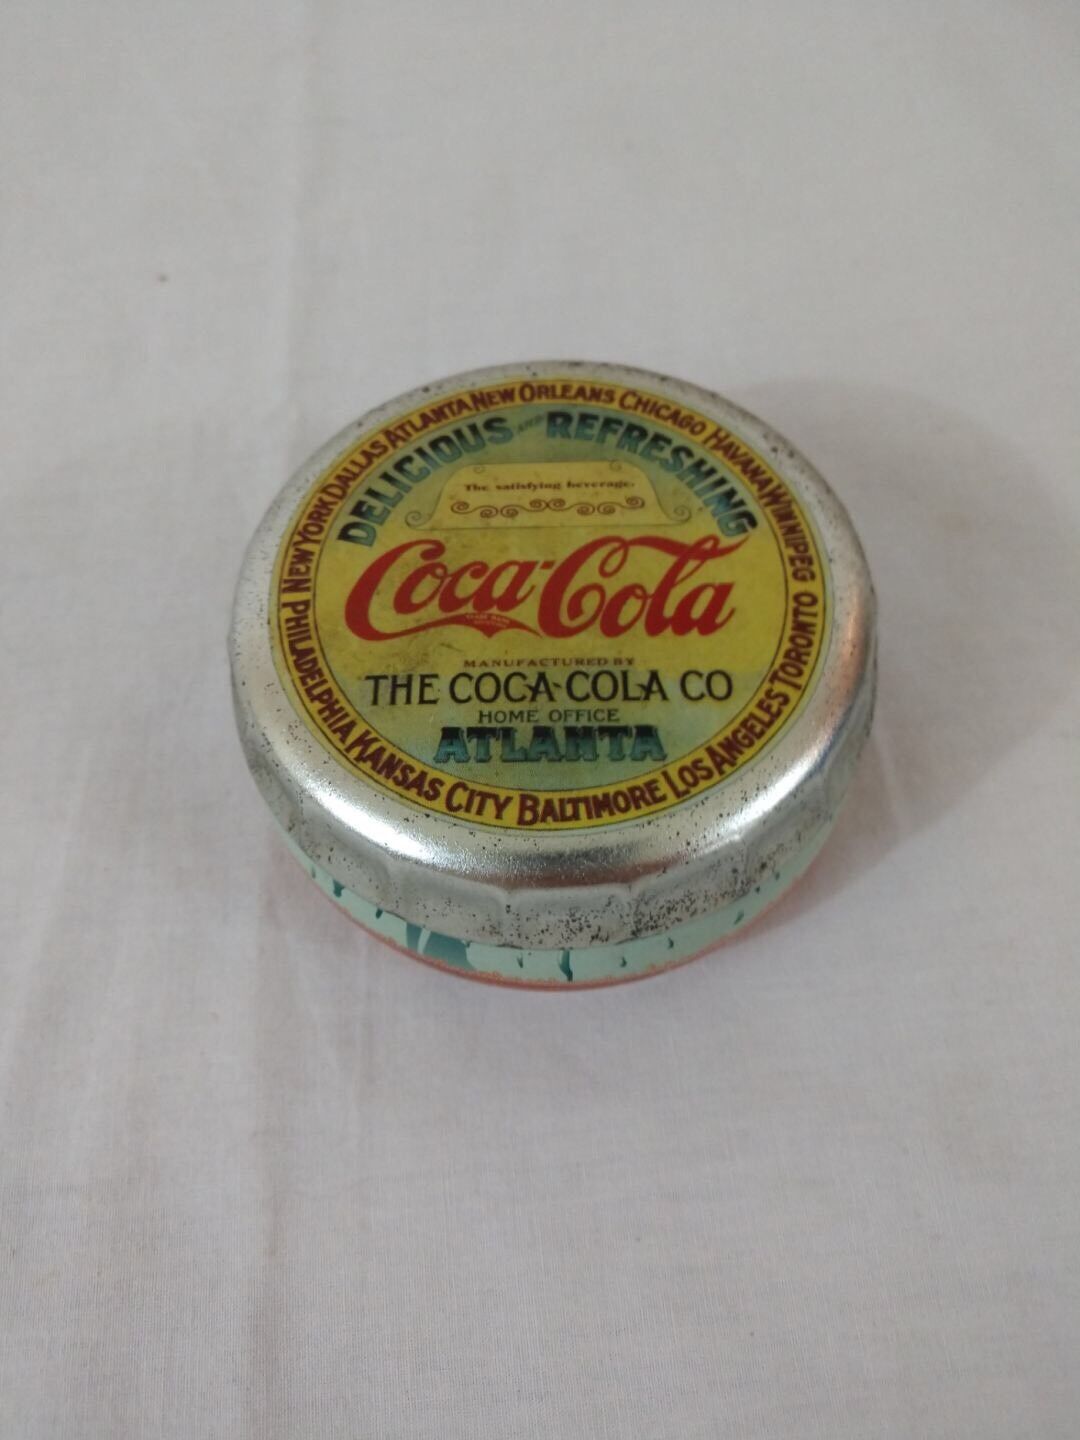 PHILADELPHIA NEW YORK DALLAS ATLANTA NEW ORLEANS CHICAGO HAVANA WINNIPEG TORONTO LOS ANGELES BALTIMORE KANSAS CITY
DELICIOUS AND REFRESHING
The satisfying beverage.
Coca-Cola
MANUFACTURED BY
THE COCA-COLA CO
HOME OFFICE
ATLANTA